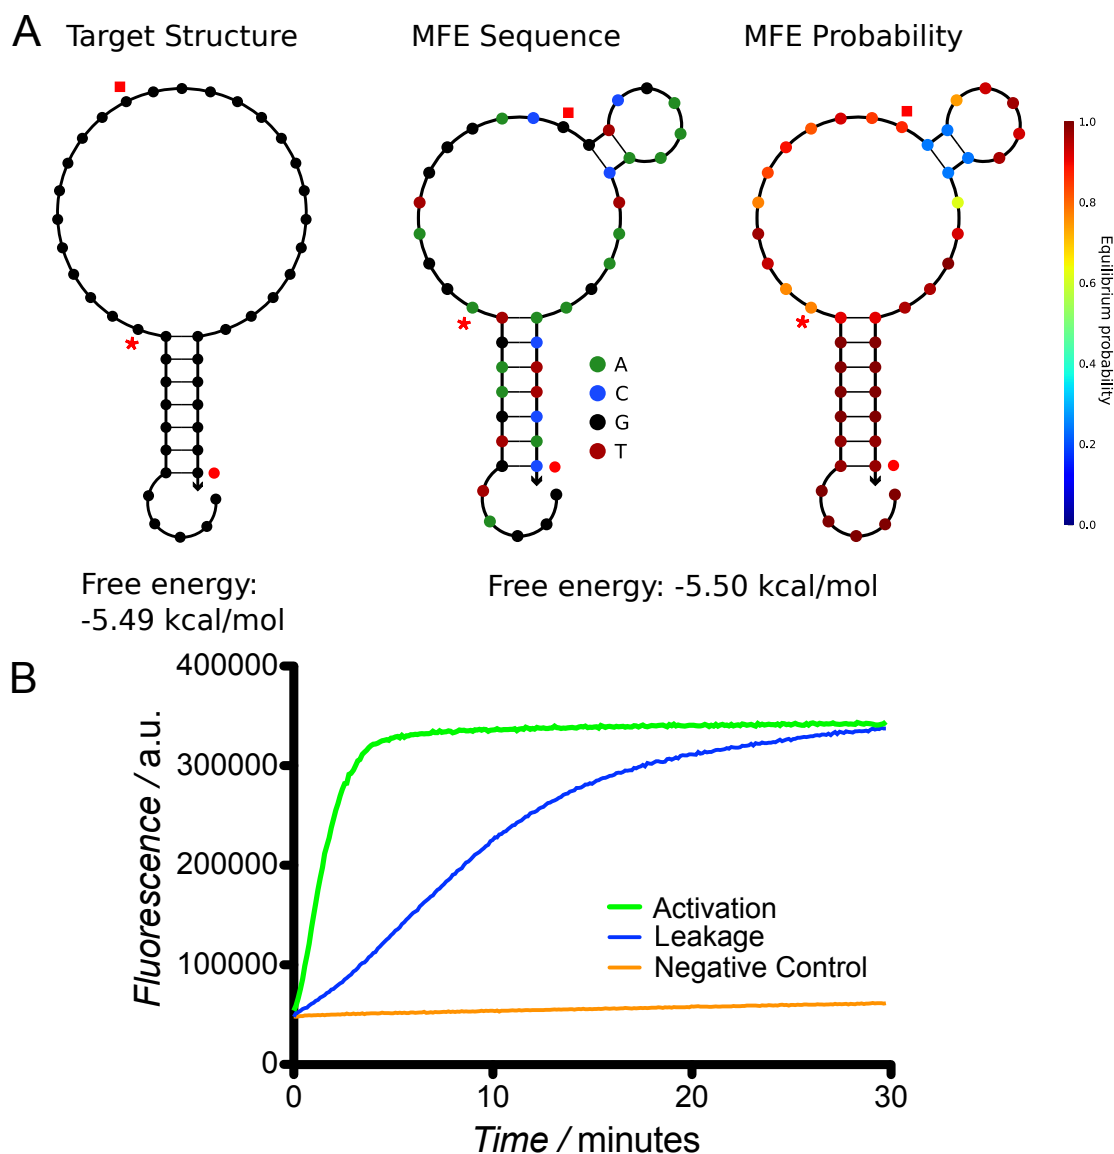 A
Target Structure
MFE Sequence
MFE Probability
1.0
0.8
0.6
0.4
0.2
0.0
Equilibrium probability
A
C
G
T
*
*
*
Free energy:
-5.49 kcal/mol
Free energy: -5.50 kcal/mol
B
400000
300000
200000
100000
0
Fluorescence / a.u.
Activation
Leakage
Negative Control
0
10
20
30
Time / minutes